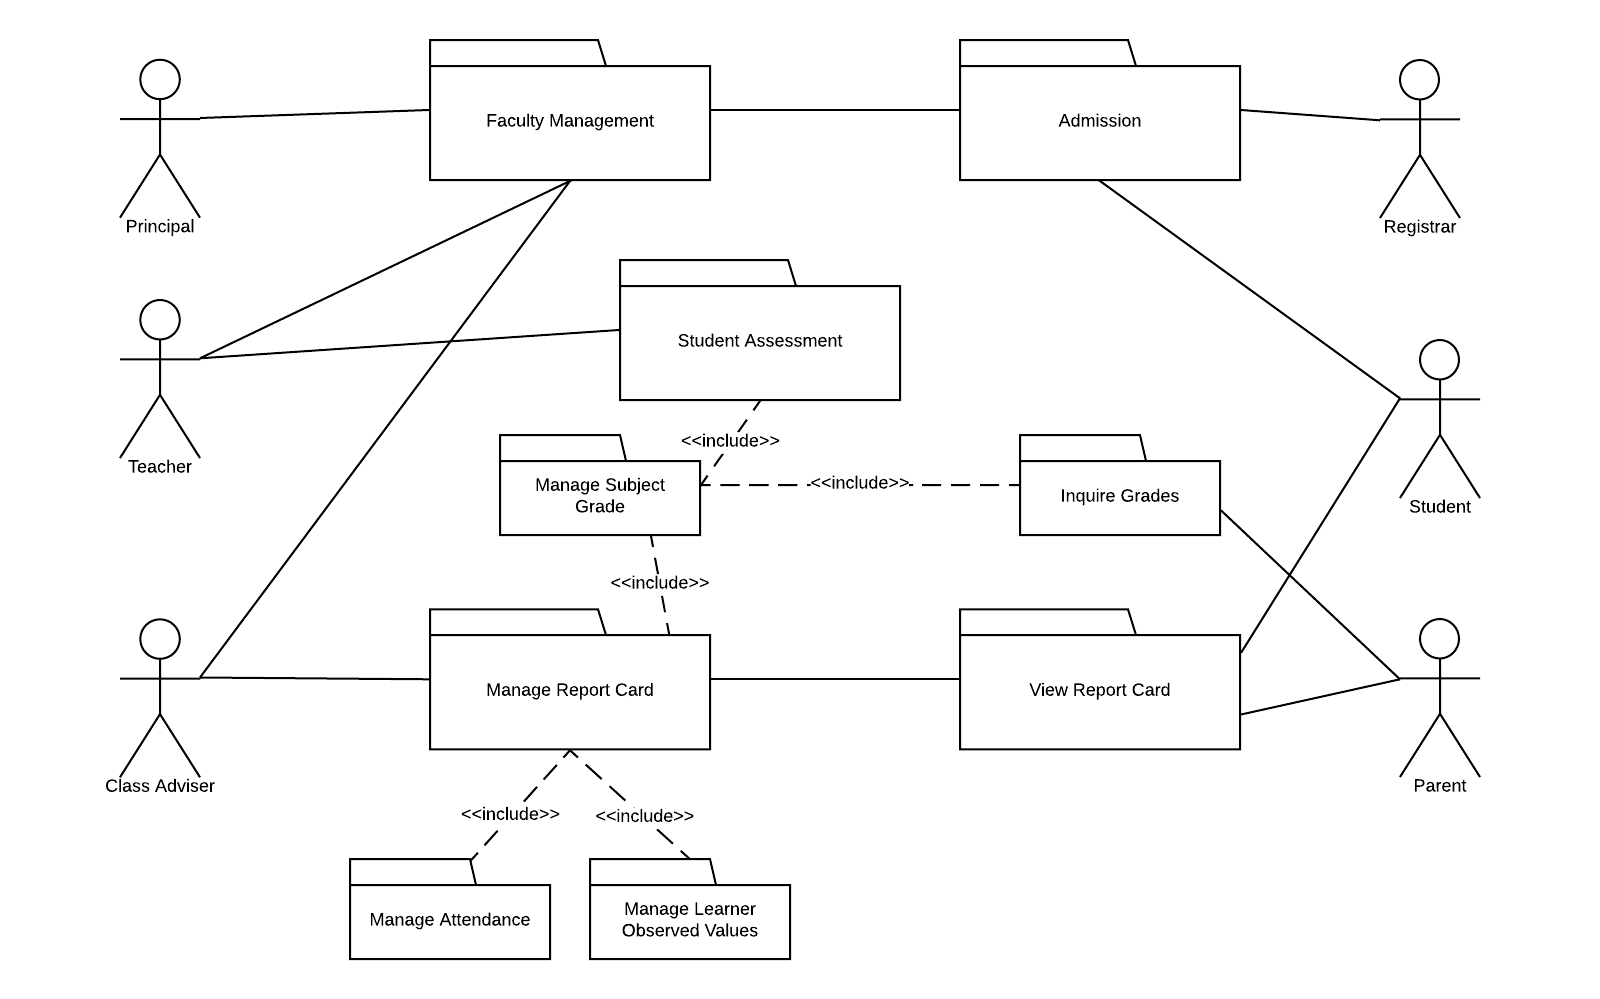 Faculty Management
Admission
Principal
Registrar
Student Assessment
Teacher
<<include>>
Manage Subject
Grade
<<include>>
Inquire Grades
Student
<<include>>
Manage Report Card
View Report Card
Class Adviser
Parent
<<include>>
<<include>>
Manage Attendance
Manage Learner
Observed Values